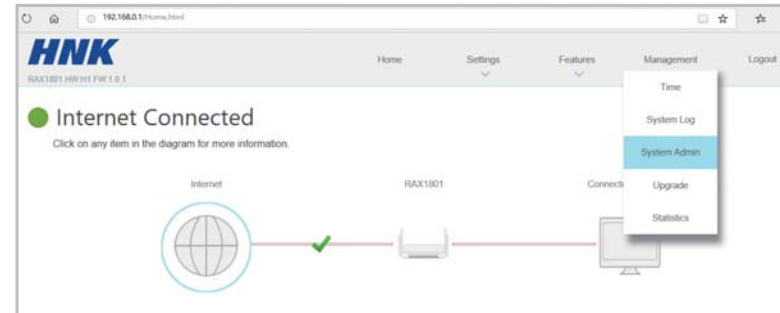 192.168.0.1/Home.html
HNK
RAX1801 HW:H1 FW:1.0.1
Home
Settings
Features
Management
Logout
Time
System Log
System Admin
Upgrade
Statistics
Internet Connected
Click on any item in the diagram for more information.
Internet
RAX1801
Connecte